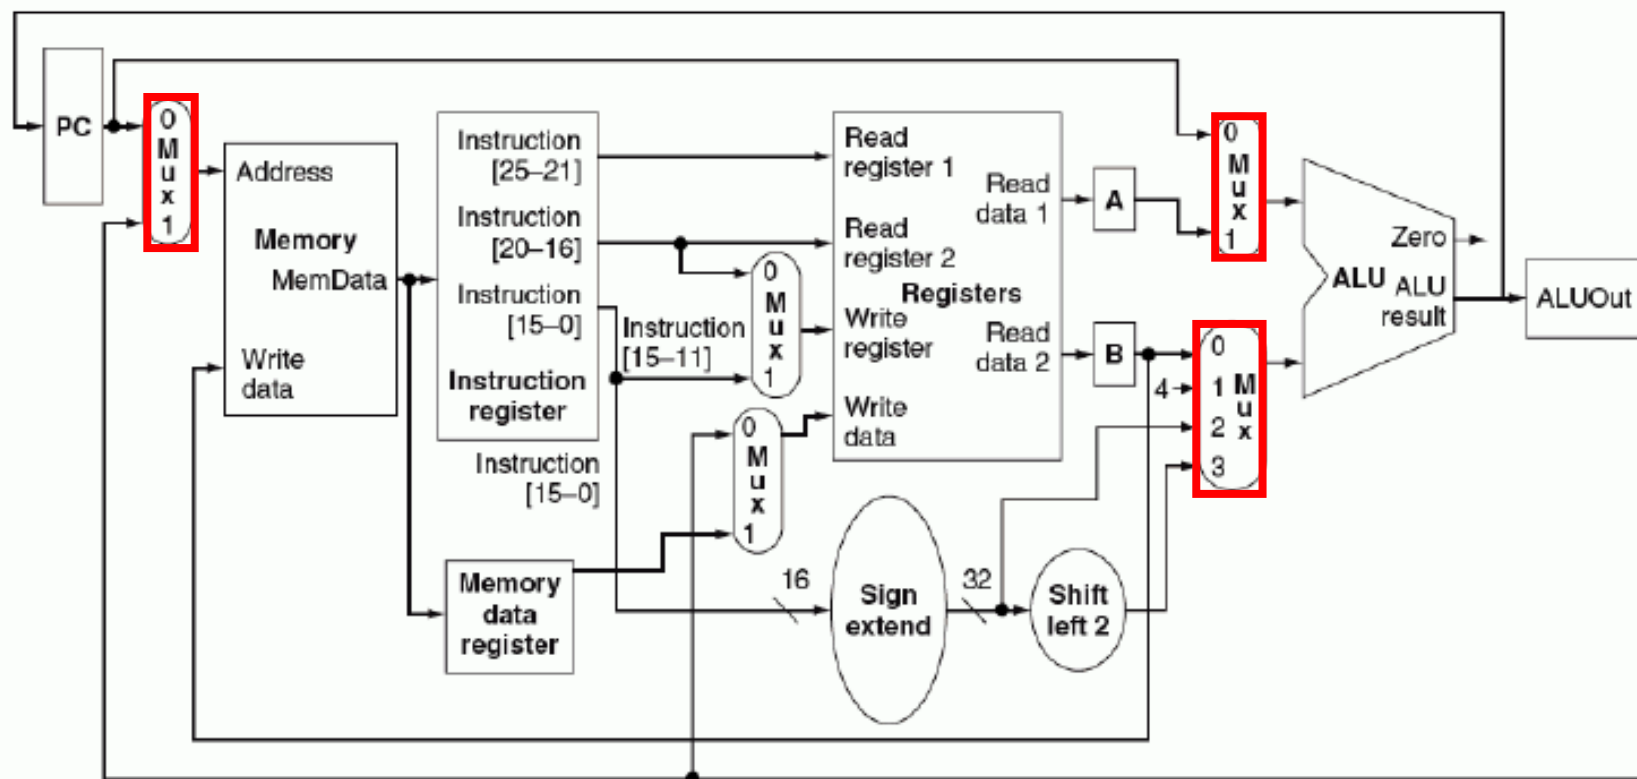 PC
0
M
u
x
1
Address
Memory
MemData
Write
data
Instruction
[25–21]
Instruction
[20–16]
Instruction
[15–0]
Instruction
register
Instruction
[15–0]
Memory
data
register
Instruction
[15–11]
0
M
u
x
1
0
M
u
x
1
16
Sign
extend
32
Shift
left 2
Read
register 1
Read
register 2
Registers
Write
register
Write
data
Read
data 1
Read
data 2
A
B
4
0
M
u
x
1
0
1 M
u
2 x
3
Zero
ALU
ALU
result
ALUOut